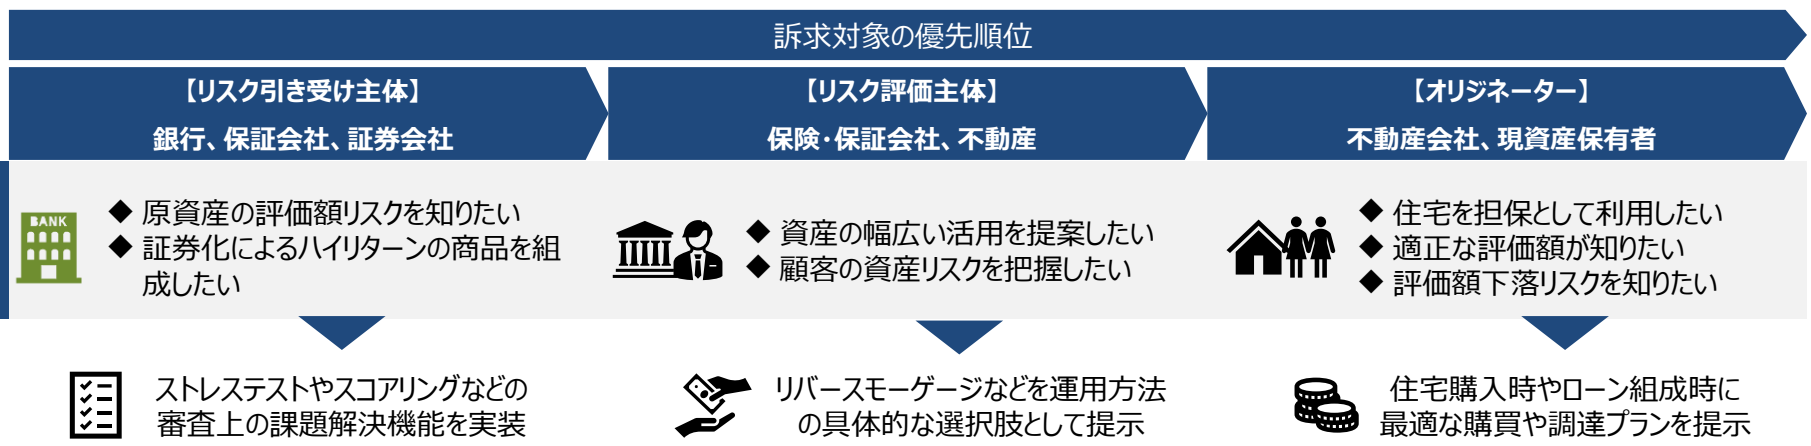 訴求対象の優先順位
【リスク引き受け主体】
銀行、保証会社、証券会社
【リスク評価主体】
保険・保証会社、不動産
【オリジネーター】
不動産会社、現資産保有者
BANK
◆ 原資産の評価額リスクを知りたい
◆ 証券化によるハイリターンの商品を組
成したい
◆ 資産の幅広い活用を提案したい
◆ 顧客の資産リスクを把握したい
◆ 住宅を担保として利用したい
◆ 適正な評価額が知りたい
◆ 評価額下落リスクを知りたい
ストレステストやスコアリングなどの
審査上の課題解決機能を実装
リバースモーゲージなどを運用方法
の具体的な選択肢として提示
住宅購入時やローン組成時に
最適な購買や調達プランを提示